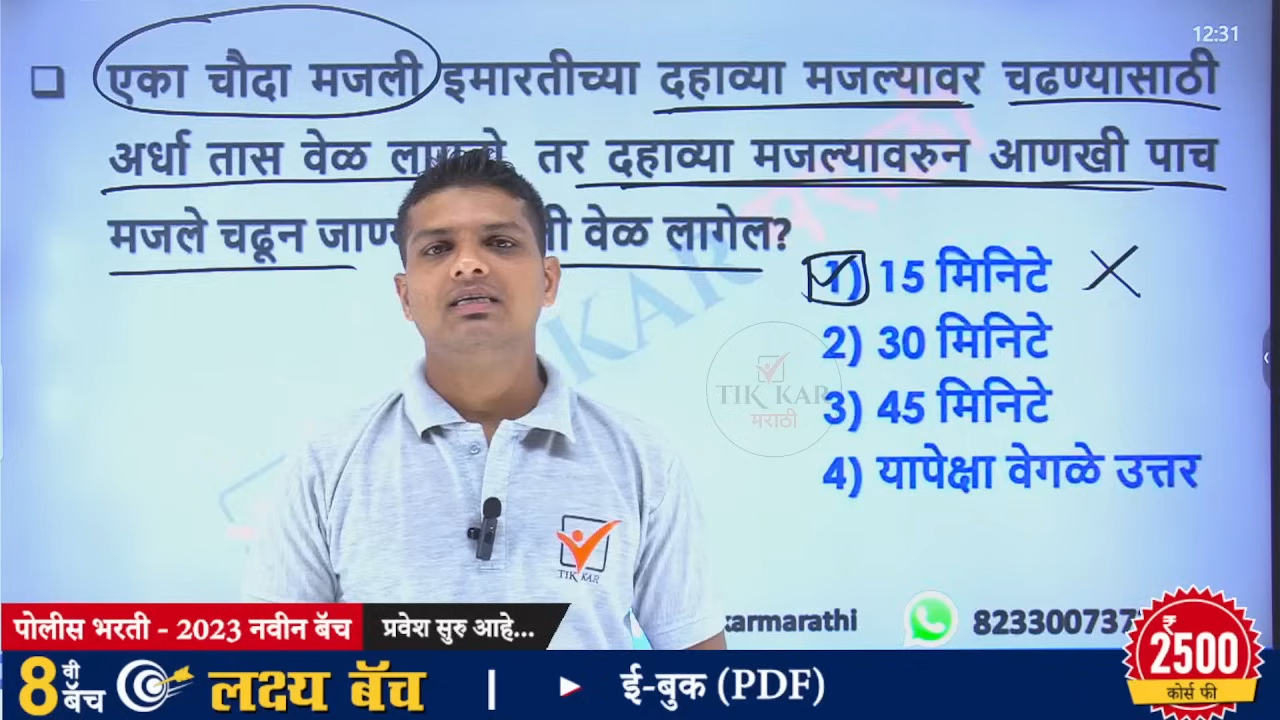 12:31
❑ एका चौदा मजली इमारतीच्या दहाव्या मजल्यावर चढण्यासाठी
अर्धा तास वेळ तर दहाव्या मजल्यावरुन आणखी पाच
मजले चढून वेळ लागेल?
1) 15 मिनिटे
2) 30 मिनिटे
3) 45 मिनिटे
4) यापेक्षा वेगळे उत्तर
TIK KAR
मराठी
TIK KAR
karmarathi
पोलीस भरती - 2023 नवीन बॅच
प्रवेश सुरु आहे...
₹
2500
कोर्स फी
8 वी बॅच
लक्ष्य बॅच
|
ई-बुक (PDF)